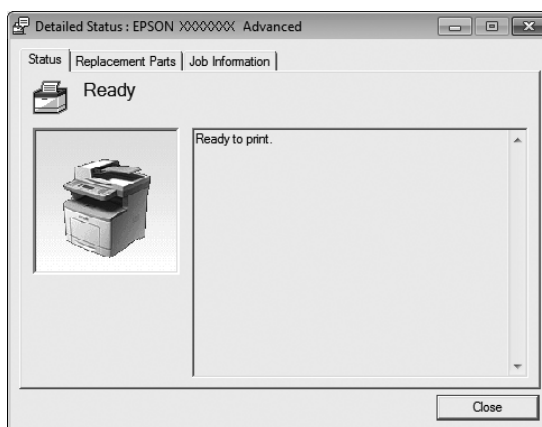 Detailed Status : EPSON XXXXXXX Advanced
Status Replacement Parts Job Information
Ready
Ready to print.
Close